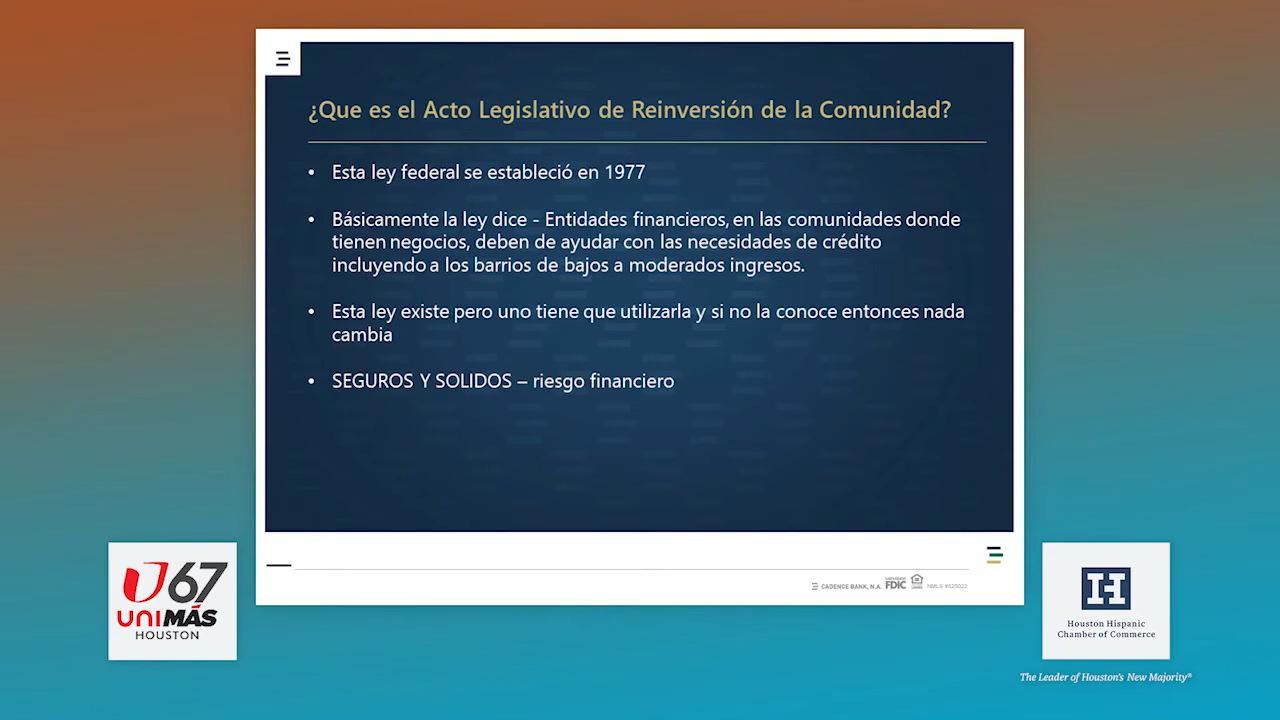 ¿Que es el Acto Legislativo de Reinversión de la Comunidad?
• Esta ley federal se estableció en 1977
• Básicamente la ley dice - Entidades financieros, en las comunidades donde
tienen negocios, deben de ayudar con las necesidades de crédito
incluyendo a los barrios de bajos a moderados ingresos.
• Esta ley existe pero uno tiene que utilizarla y si no la conoce entonces nada
cambia
• SEGUROS Y SOLIDOS – riesgo financiero
CADENCE BANK, N.A. FDIC NMLS
U67
UNIMÁS
HOUSTON
H
Houston Hispanic
Chamber of Commerce
The Leader of Houston's New Majority®